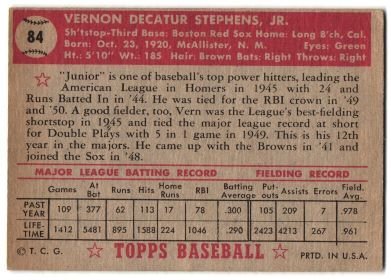 84
VERNON DECATUR STEPHENS, JR.
Sh'tstop-Third Base: Boston Red Sox Home: Long B'ch, Cal.
Born: Oct. 23, 1920, McAllister, N. M. Eyes: Green
Ht: 5'10" Wt: 185 Hair: Brown Bats: Right Throws: Right
"Junior" is one of baseball's top power hitters, leading the
American League in Homers in 1945 with 24 and
Runs Batted In in '44. He was tied for the RBI crown in '49
and '50. A good fielder, too, Vern was the League's best-fielding
shortstop in 1945 and tied the major league record at short
for Double Plays with 5 in 1 game in 1949. This is his 12th
year in the majors. He came up with the Browns in '41 and
joined the Sox in '48.
MAJOR LEAGUE BATTING RECORD FIELDING RECORD
Games At Bat Runs Hits Home Runs RBI Batting Average Put-outs Assists Errors Field. Avg.
PAST YEAR 109 377 62 113 17 78 .300 105 209 7 .978
LIFE-TIME 1412 5481 895 1588 224 1046 .290 2212 3711 267 .961
© T. C. G. TOPPS BASEBALL PRTD. IN U.S.A.